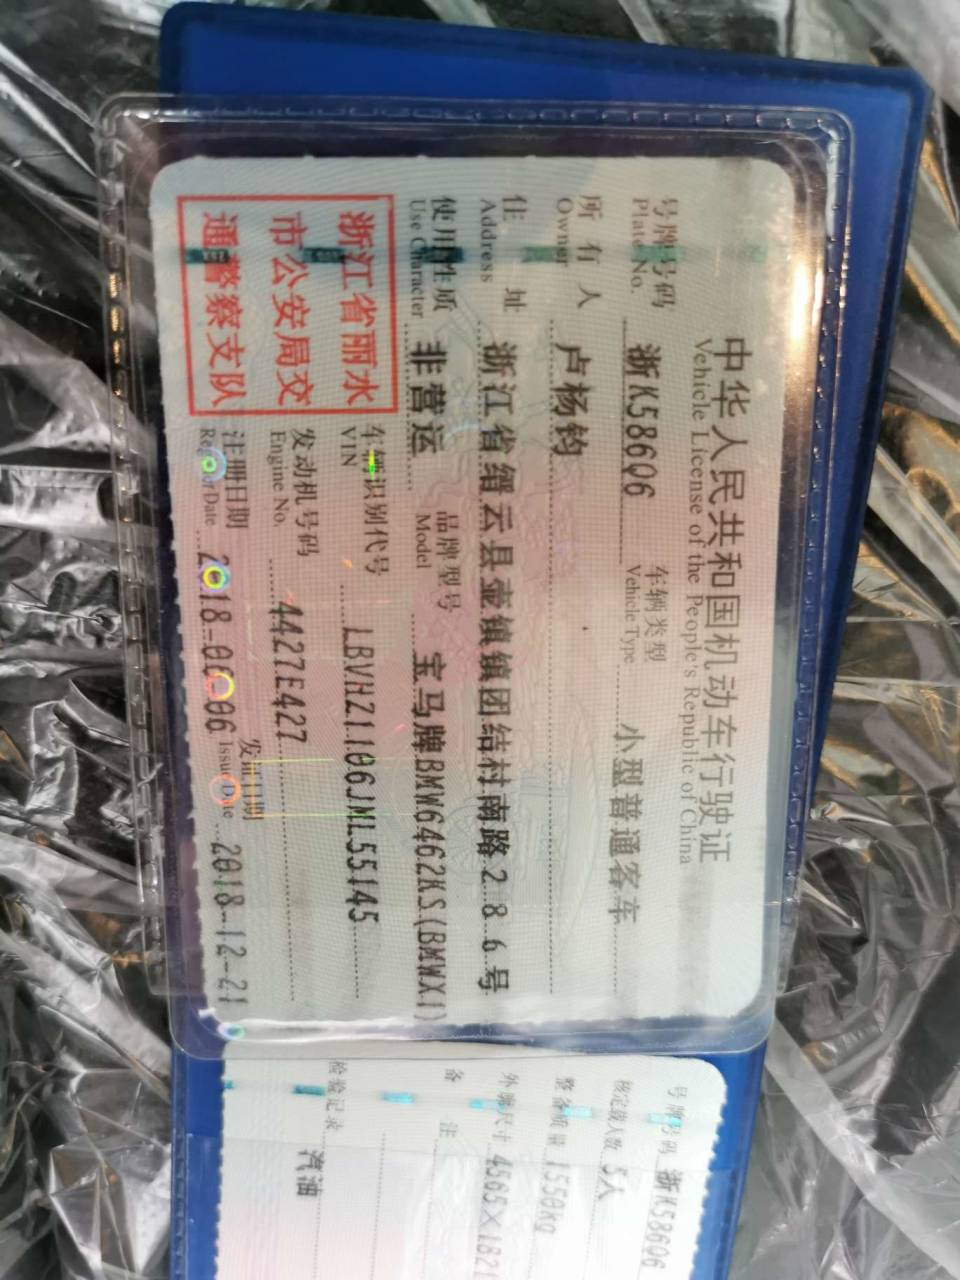 中华人民共和国机动车行驶证
Vehicle License of the People's Republic of China
号牌号码 浙K586Q6 车辆类型 小型普通客车
Plate No. Vehicle Type
所有人 卢杨钧
Owner
住址 浙江省缙云县壶镇镇团结村南路286号
Address
使用性质 非营运 品牌型号 宝马牌BMW6462KS(BMWX1)
Use Character Model
浙江省丽水
市公安局交
通警察支队
车辆识别代号 LBVHZ1106JML55145
VIN
发动机号码 4427E427
Engine No.
注册日期 2018-06-06 发证日期 2018-12-21
Register Date Issue Date
号牌号码 浙K586Q6
核定载人数 5人
整备质量 1550kg
外廓尺寸 4565×1821
备注
检验记录 汽油